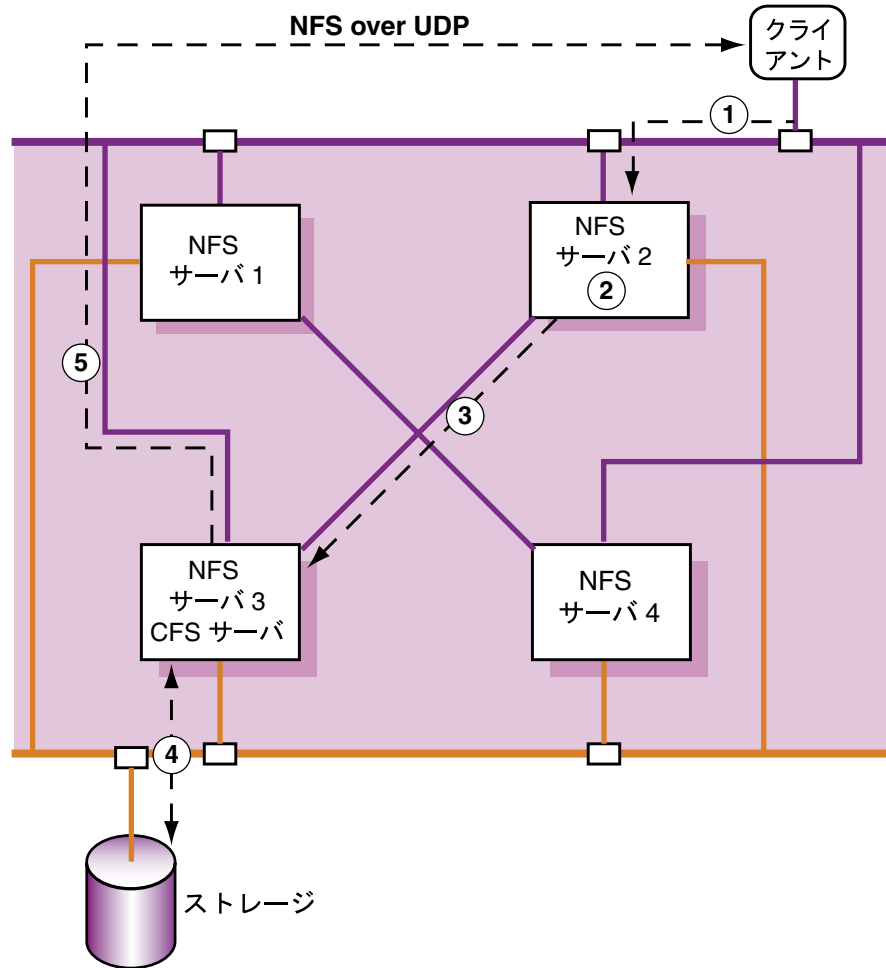 NFS over UDP
クライ
アント
1
NFS
サーバ 1
NFS
サーバ 2
2
5
3
NFS
サーバ 3
CFS サーバ
NFS
サーバ 4
4
ストレージ